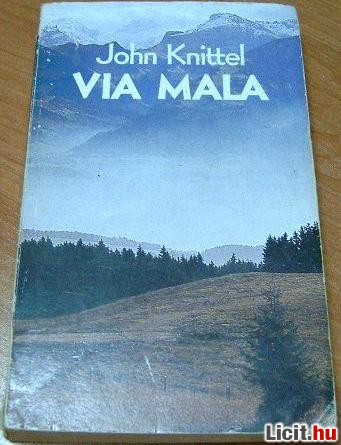 John Knittel
VIA MALA
Licit.hu